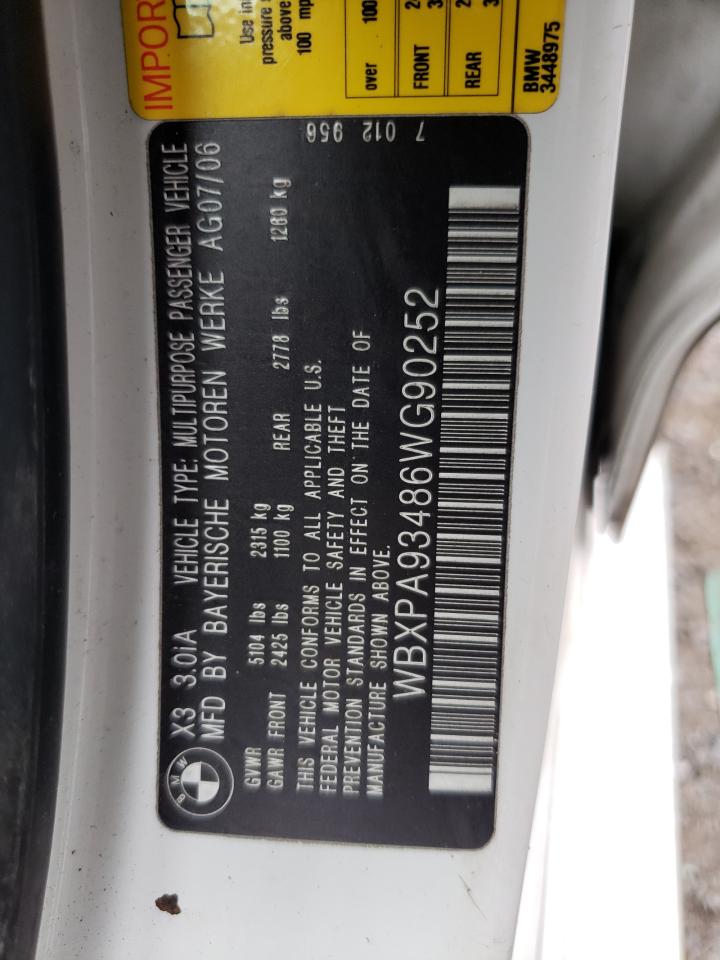 IMPOR
Use in
pressure
above
100 mp
over 100
FRONT
REAR
BMW
3448975
BMW
X3 3.0iA VEHICLE TYPE: MULTIPURPOSE PASSENGER VEHICLE
MFD BY BAYERISCHE MOTOREN WERKE AG07/06
GVWR 5104 lbs 2315 kg
GAWR FRONT 2425 lbs 1100 kg REAR 2778 lbs 1260 kg
THIS VEHICLE CONFORMS TO ALL APPLICABLE U.S.
FEDERAL MOTOR VEHICLE SAFETY AND THEFT
PREVENTION STANDARDS IN EFFECT ON THE DATE OF
MANUFACTURE SHOWN ABOVE.
WBXPA93486WG90252
7 012 956